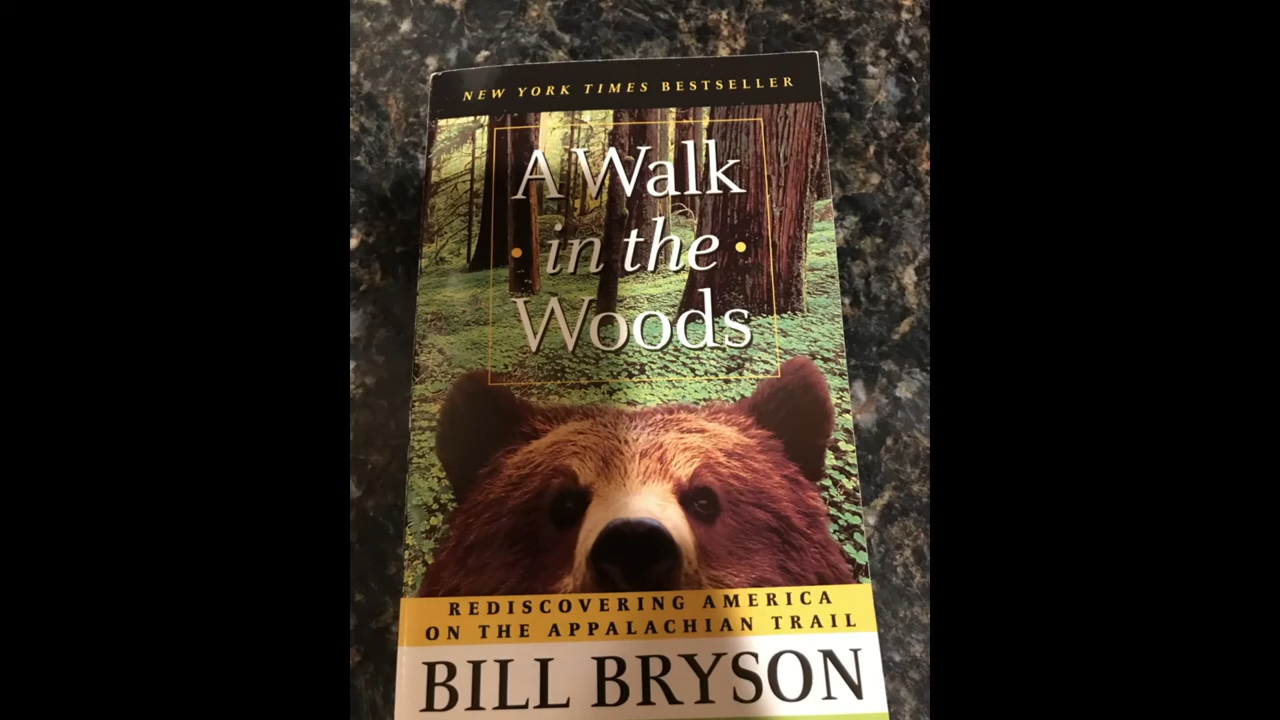 NEW YORK TIMES BESTSELLER
A Walk
• in the •
Woods
REDISCOVERING AMERICA
ON THE APPALACHIAN TRAIL
BILL BRYSON